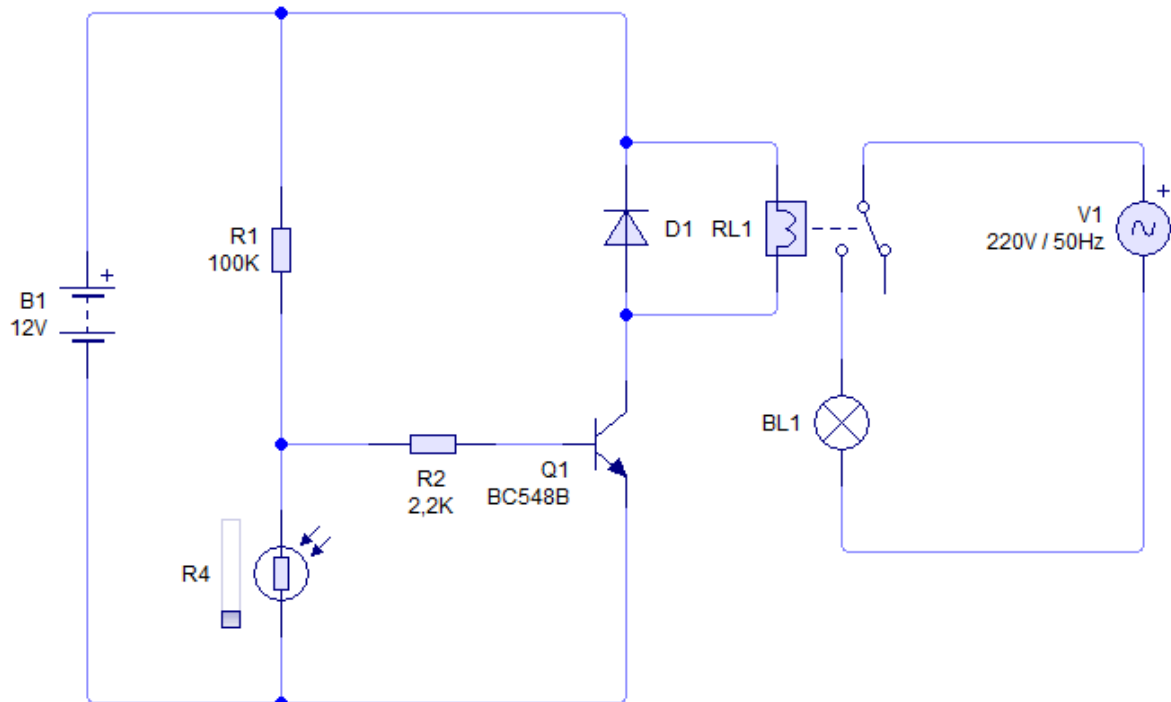 R1
100K
B1
12V
D1
RL1
V1
220V / 50Hz
BL1
R2
2,2K
Q1
BC548B
R4